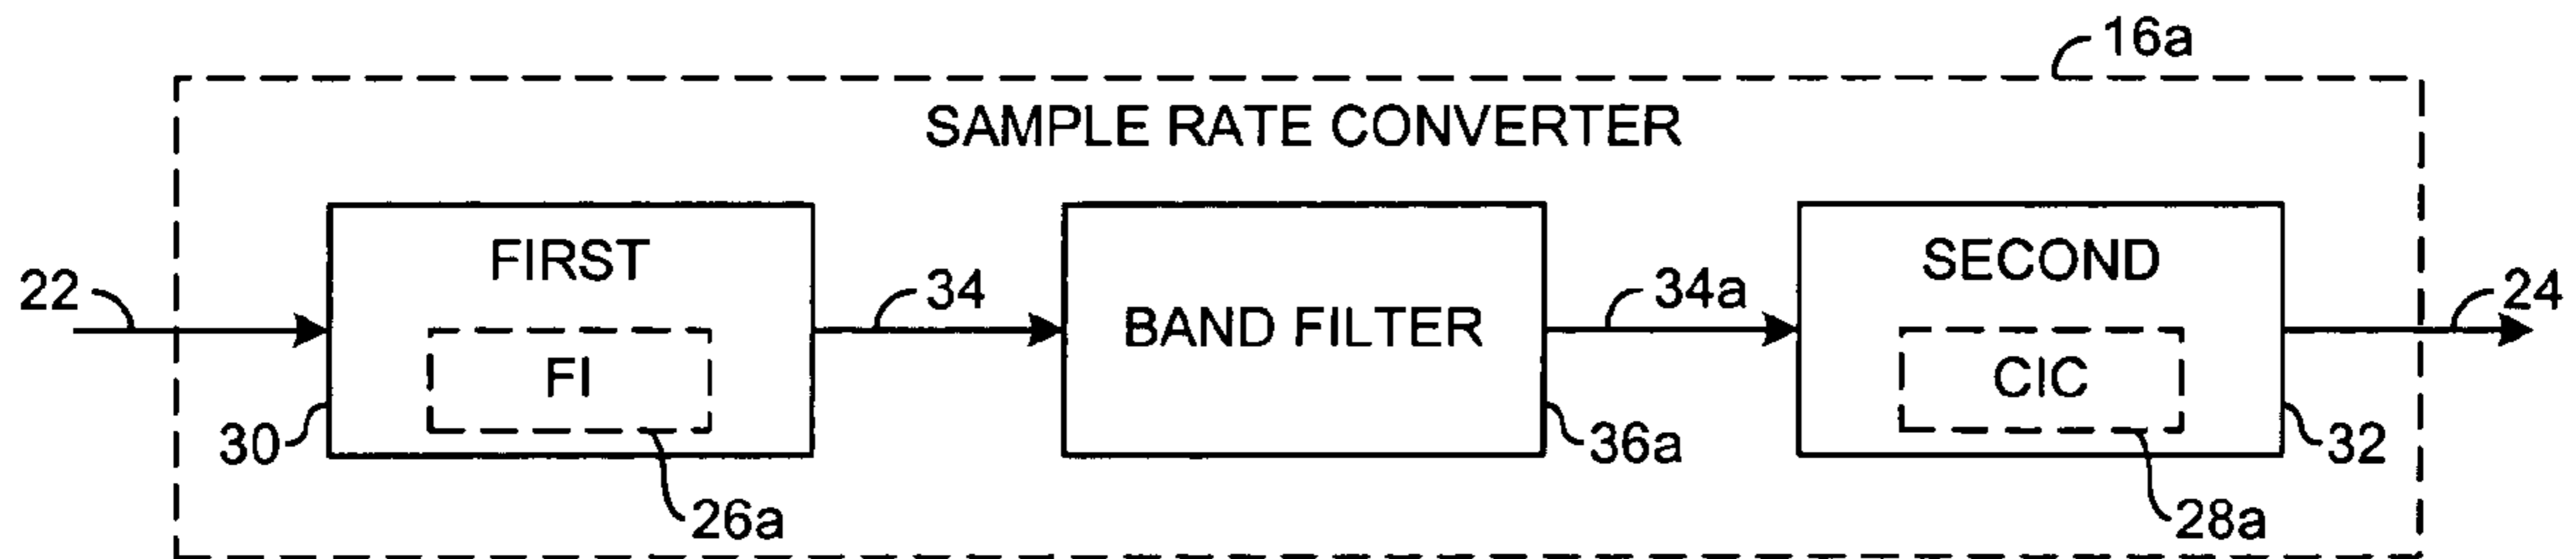 16a
SAMPLE RATE CONVERTER
FIRST
SECOND
22
34
34a
24
BAND FILTER
FI
CIC
30
36a
32
26a
28a